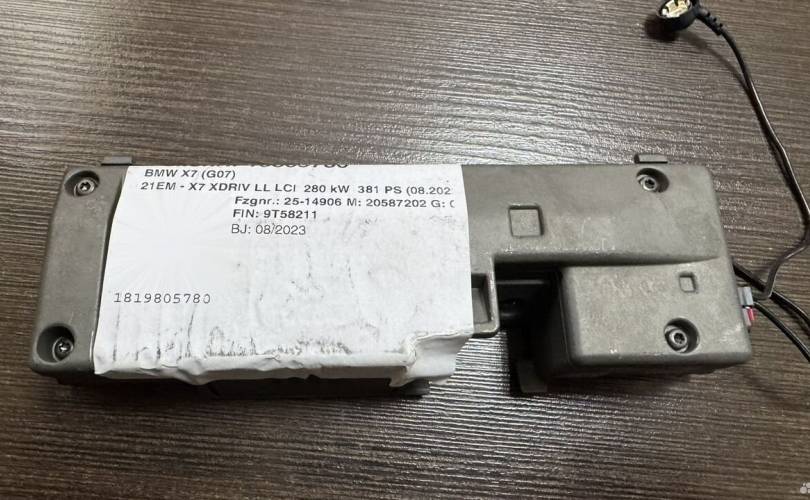 BMW X7 (G07)
21EM - X7 XDRIV LL LCI 280 kW 381 PS (08.202
Fzgnr.: 25-14906 M: 20587202 G:
FIN: 9T58211
BJ: 08/2023
1819805780